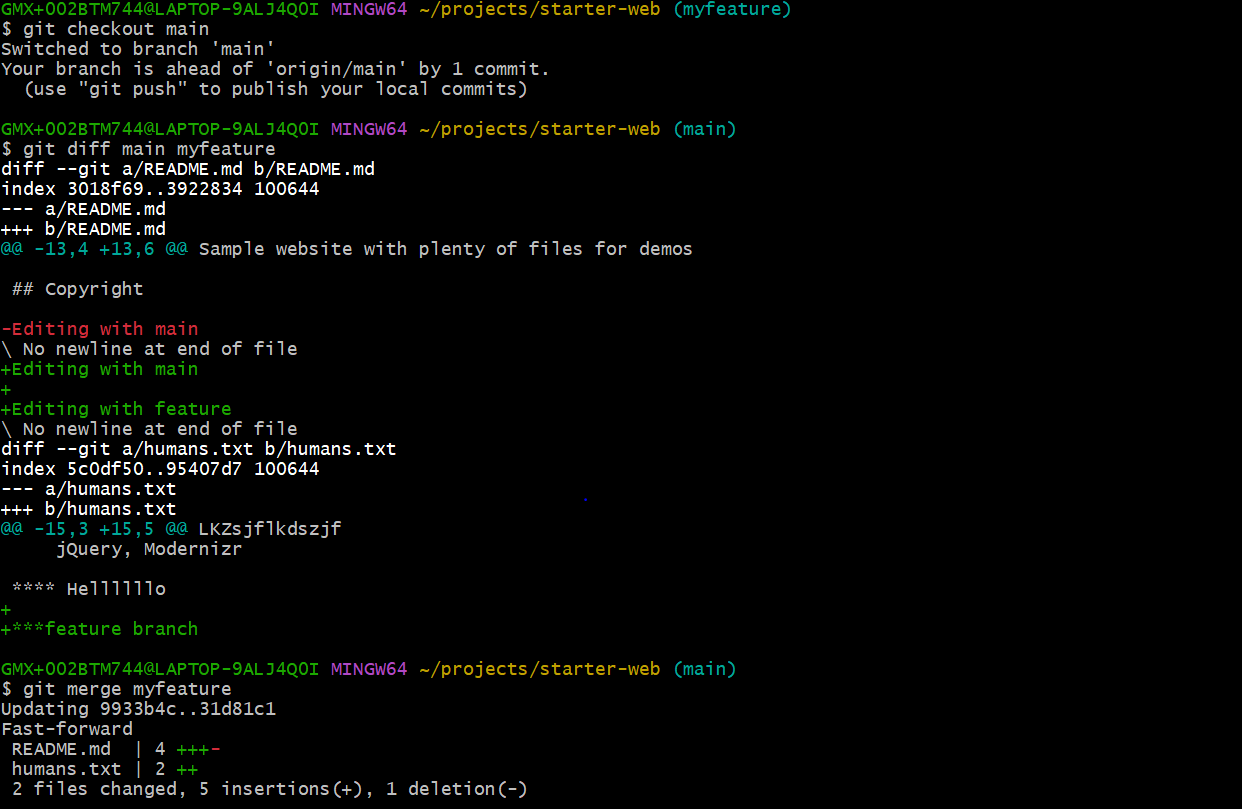 GMX+002BTM744@LAPTOP-9ALJ4Q0I MINGW64 ~/projects/starter-web (myfeature)
$ git checkout main
Switched to branch 'main'
Your branch is ahead of 'origin/main' by 1 commit.
  (use "git push" to publish your local commits)

GMX+002BTM744@LAPTOP-9ALJ4Q0I MINGW64 ~/projects/starter-web (main)
$ git diff main myfeature
diff --git a/README.md b/README.md
index 3018f69..3922834 100644
--- a/README.md
+++ b/README.md
@@ -13,4 +13,6 @@ Sample website with plenty of files for demos

 ## Copyright

-Editing with main
\ No newline at end of file
+Editing with main
+
+Editing with feature
\ No newline at end of file
diff --git a/humans.txt b/humans.txt
index 5c0df50..95407d7 100644
--- a/humans.txt
+++ b/humans.txt
@@ -15,3 +15,5 @@ LKZsjflkdszjf
     jQuery, Modernizr

 **** Hellllllo
+
+***feature branch

GMX+002BTM744@LAPTOP-9ALJ4Q0I MINGW64 ~/projects/starter-web (main)
$ git merge myfeature
Updating 9933b4c..31d81c1
Fast-forward
 README.md  | 4 +++-
 humans.txt | 2 ++
 2 files changed, 5 insertions(+), 1 deletion(-)